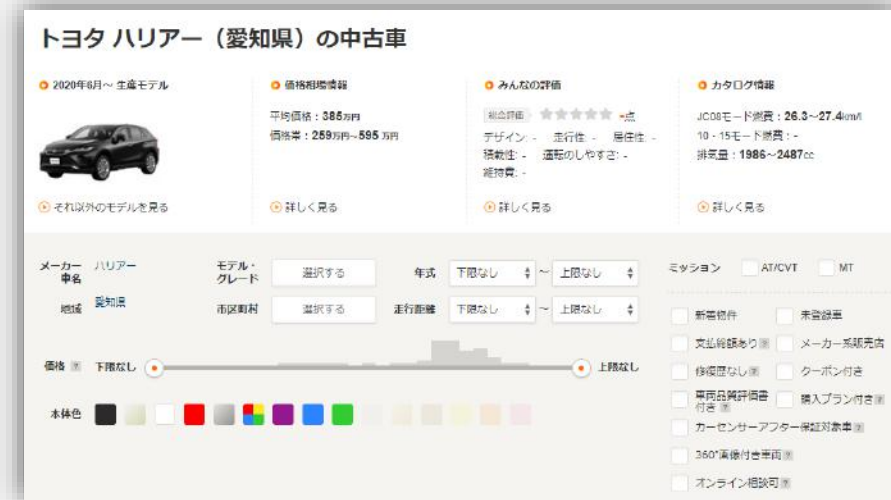 トヨタ ハリアー（愛知県）の中古車
2020年6月～ 生産モデル
それ以外のモデルを見る
価格相場情報
平均価格：385万円
価格帯：259万円～595万円
詳しく見る
みんなの評価
総合評価 ★★★★★ -点
デザイン：- 走行性：- 居住性：-
積載性：- 運転のしやすさ：-
維持費：-
詳しく見る
カタログ情報
JC08モード燃費：26.3～27.4km/l
10・15モード燃費：-
排気量：1986～2487cc
詳しく見る
メーカー
車名
ハリアー
モデル・
グレード
選択する
年式 下限なし ～ 上限なし
地域 愛知県
市区町村 選択する
走行距離 下限なし ～ 上限なし
価格 ? 下限なし 上限なし
本体色
ミッション AT/CVT MT
新着物件 未登録車
支払総額あり ? メーカー系販売店
修復歴なし ? クーポン付き
車両品質評価書
付き ?
購入プラン付き ?
カーセンサーアフター保証対象車 ?
360°画像付き車両 ?
オンライン相談可 ?